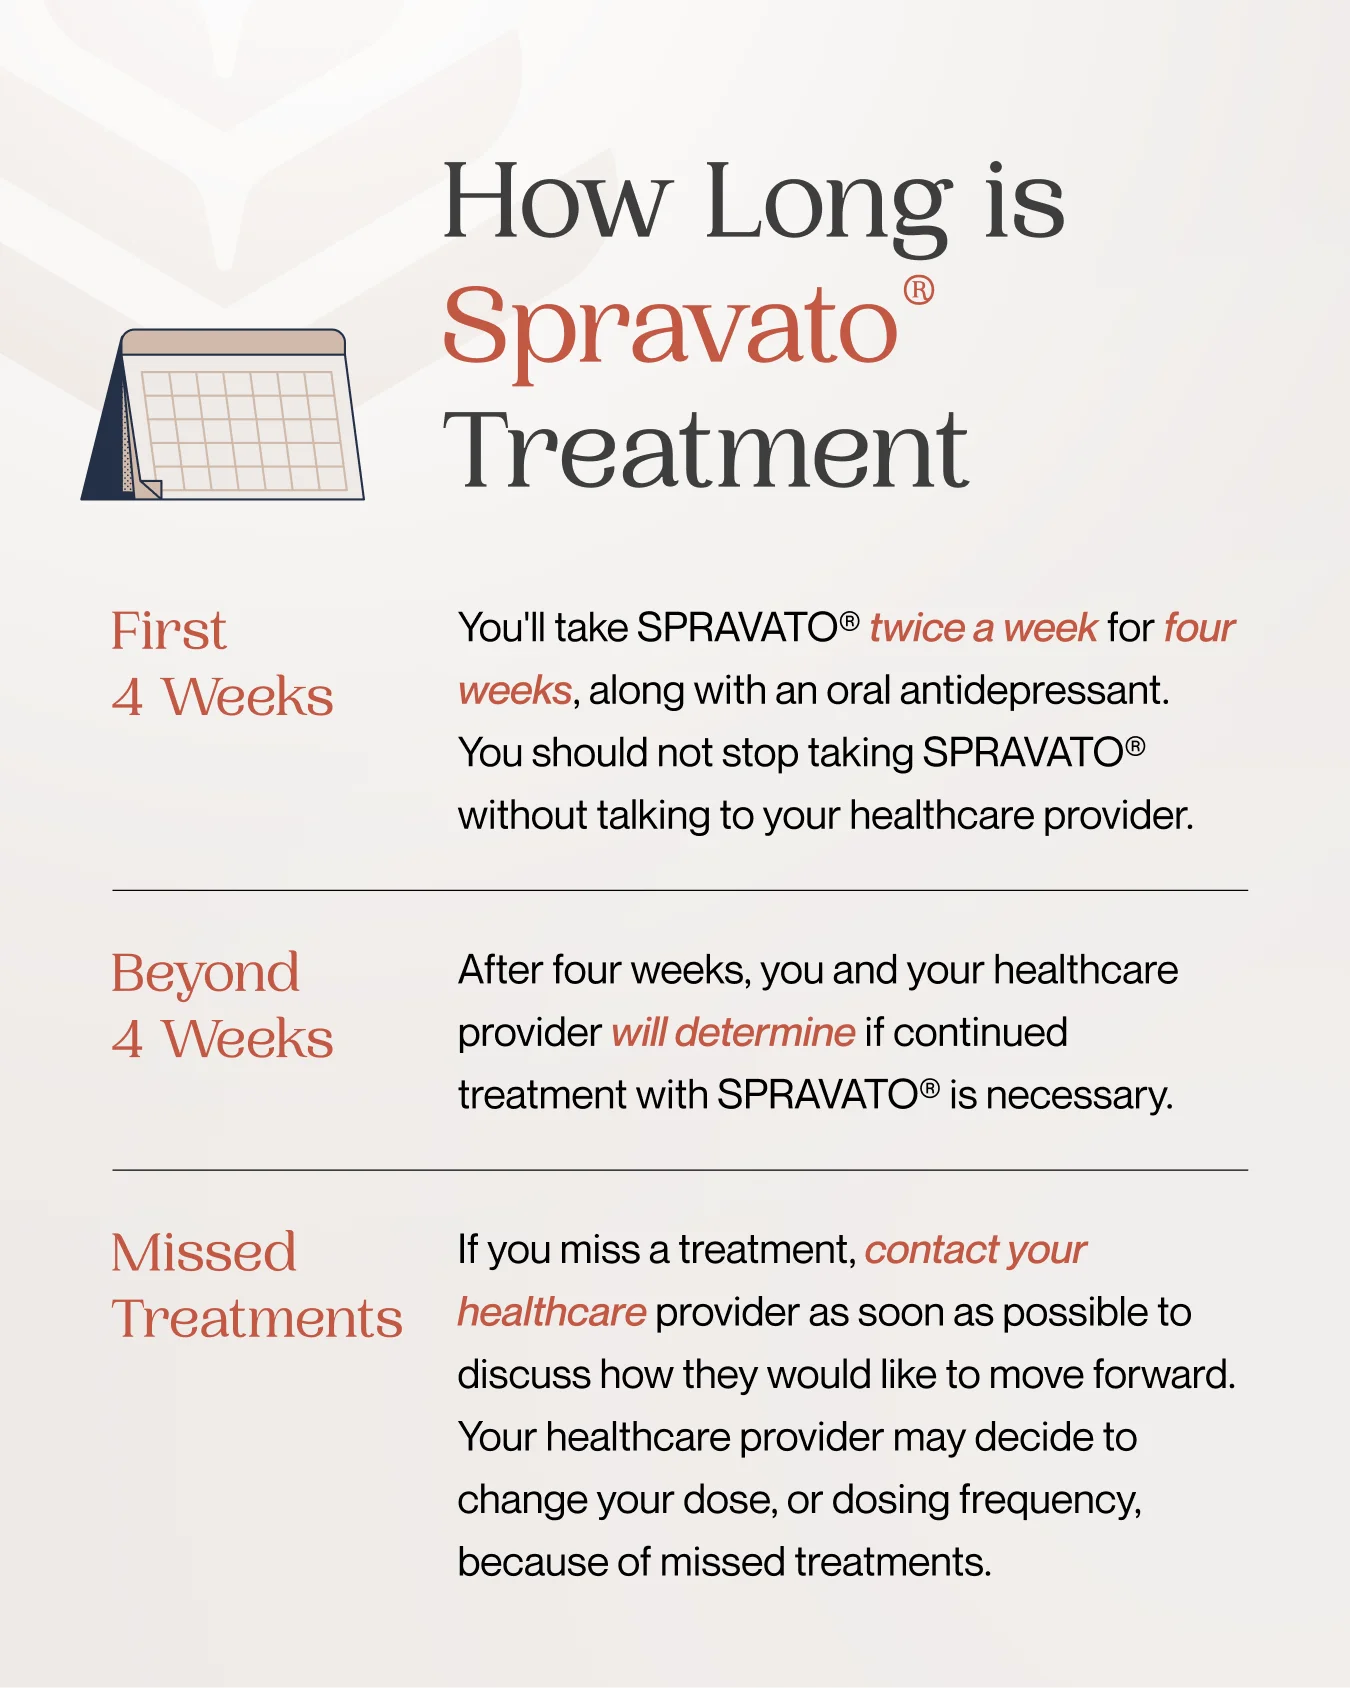 How Long is
Spravato®
Treatment
First
4 Weeks
You'll take SPRAVATO® twice a week for four
weeks, along with an oral antidepressant.
You should not stop taking SPRAVATO®
without talking to your healthcare provider.
Beyond
4 Weeks
After four weeks, you and your healthcare
provider will determine if continued
treatment with SPRAVATO® is necessary.
Missed
Treatments
If you miss a treatment, contact your
healthcare provider as soon as possible to
discuss how they would like to move forward.
Your healthcare provider may decide to
change your dose, or dosing frequency,
because of missed treatments.